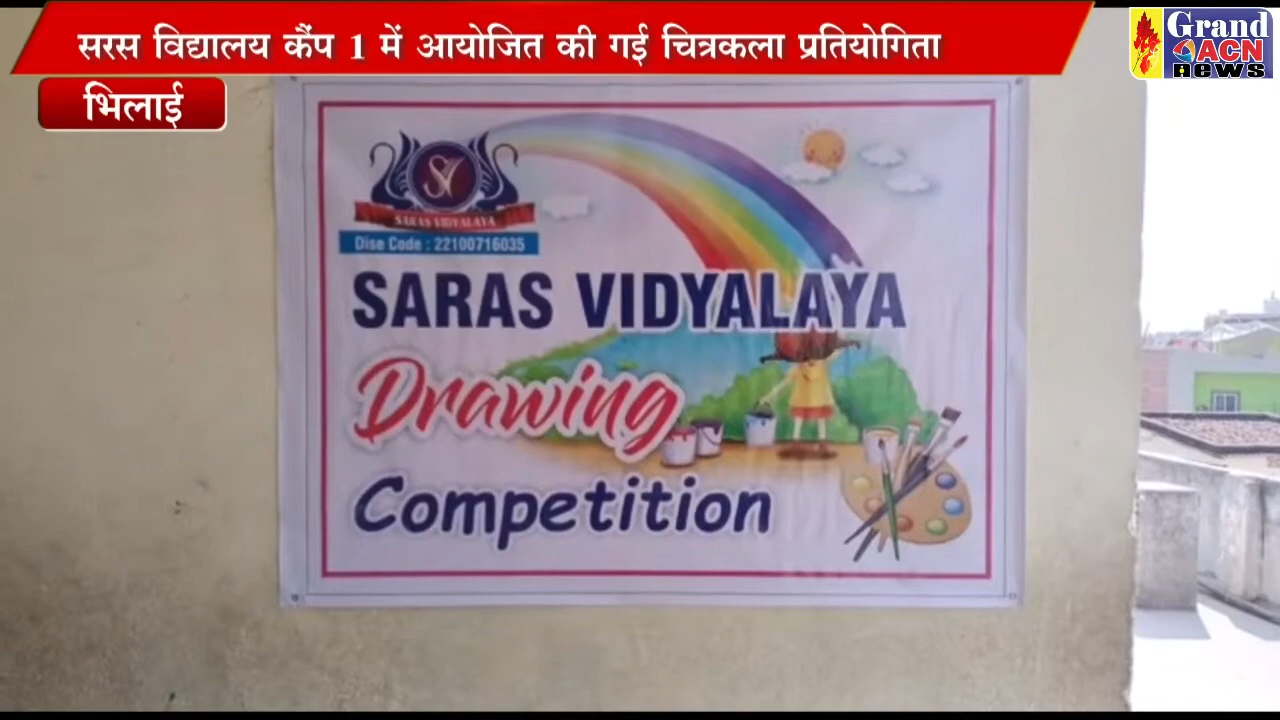 सरस विद्यालय कैंप 1 में आयोजित की गई चित्रकला प्रतियोगिता
Grand
ACN
news
भिलाई
SV
SARAS VIDYALAYA
Dise Code : 22100716035
SARAS VIDYALAYA
Drawing
Competition